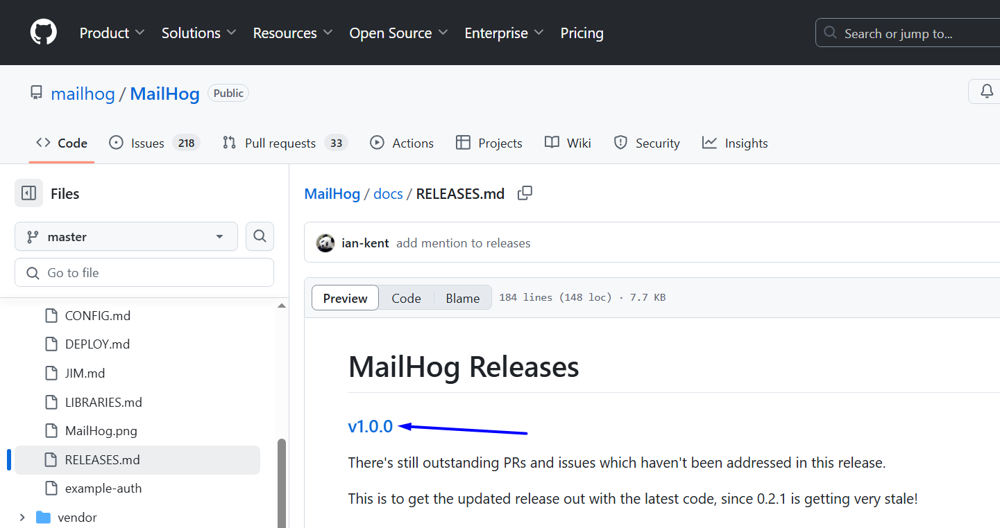 Product Solutions Resources Open Source Enterprise Pricing Search or jump to...
mailhog / MailHog Public
Code Issues 218 Pull requests 33 Actions Projects Wiki Security Insights
Files
master
Go to file
CONFIG.md
DEPLOY.md
JIM.md
LIBRARIES.md
MailHog.png
RELEASES.md
example-auth
vendor
MailHog / docs / RELEASES.md
ian-kent add mention to releases
Preview Code Blame 184 lines (148 loc) · 7.7 KB
MailHog Releases
v1.0.0
There's still outstanding PRs and issues which haven't been addressed in this release.
This is to get the updated release out with the latest code, since 0.2.1 is getting very stale!